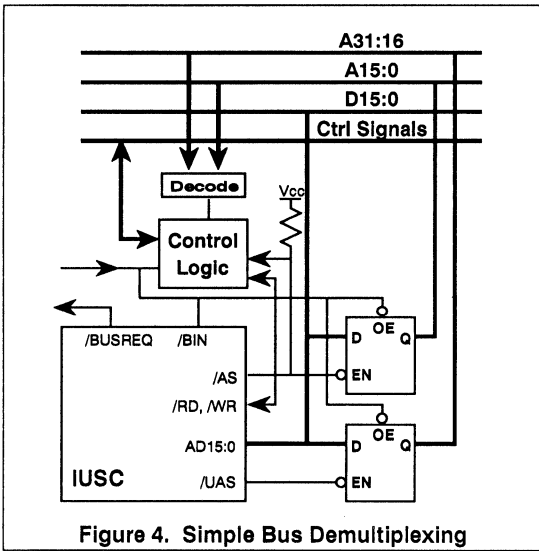 A31:16
A15:0
D15:0
Ctrl Signals
Decode
Vcc
Control
Logic
OE
D Q
/BUSREQ /BIN
/AS
EN
/RD, /WR
OE
AD15:0
D Q
IUSC
/UAS
EN
Figure 4. Simple Bus Demultiplexing